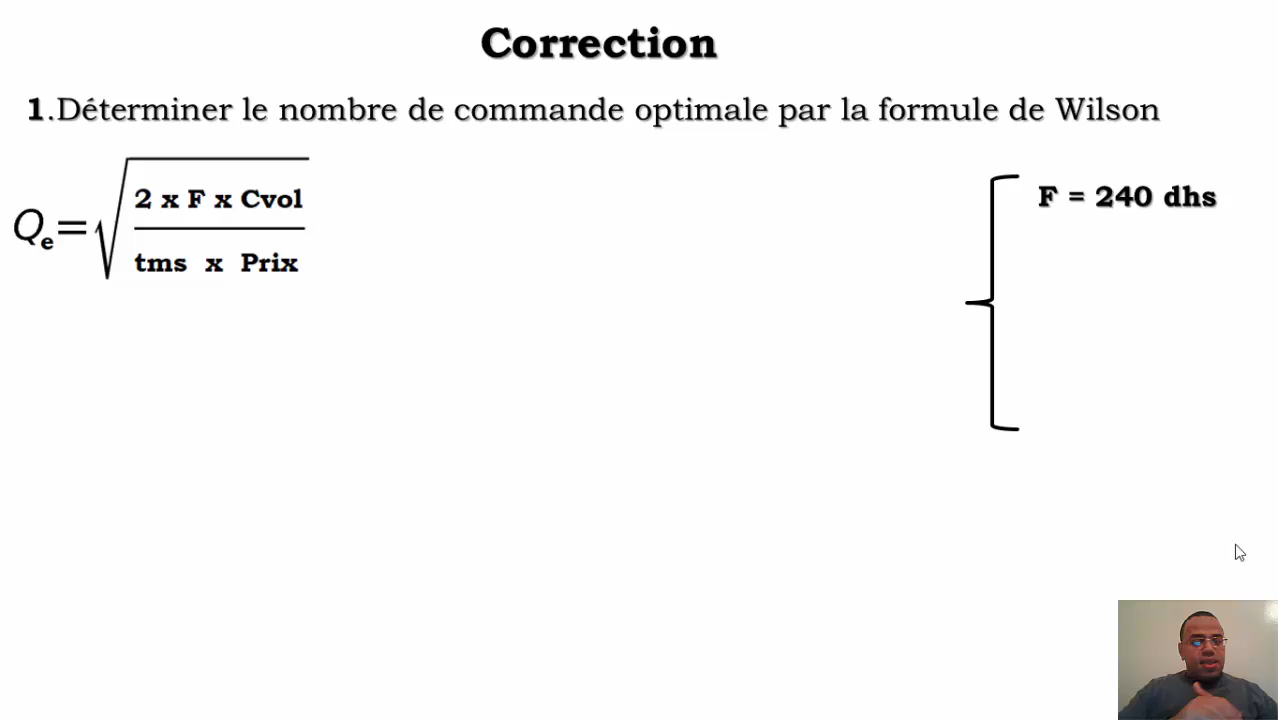 Correction
1.Déterminer le nombre de commande optimale par la formule de Wilson
Qe = √ 2 x F x Cvol
tms x Prix
F = 240 dhs